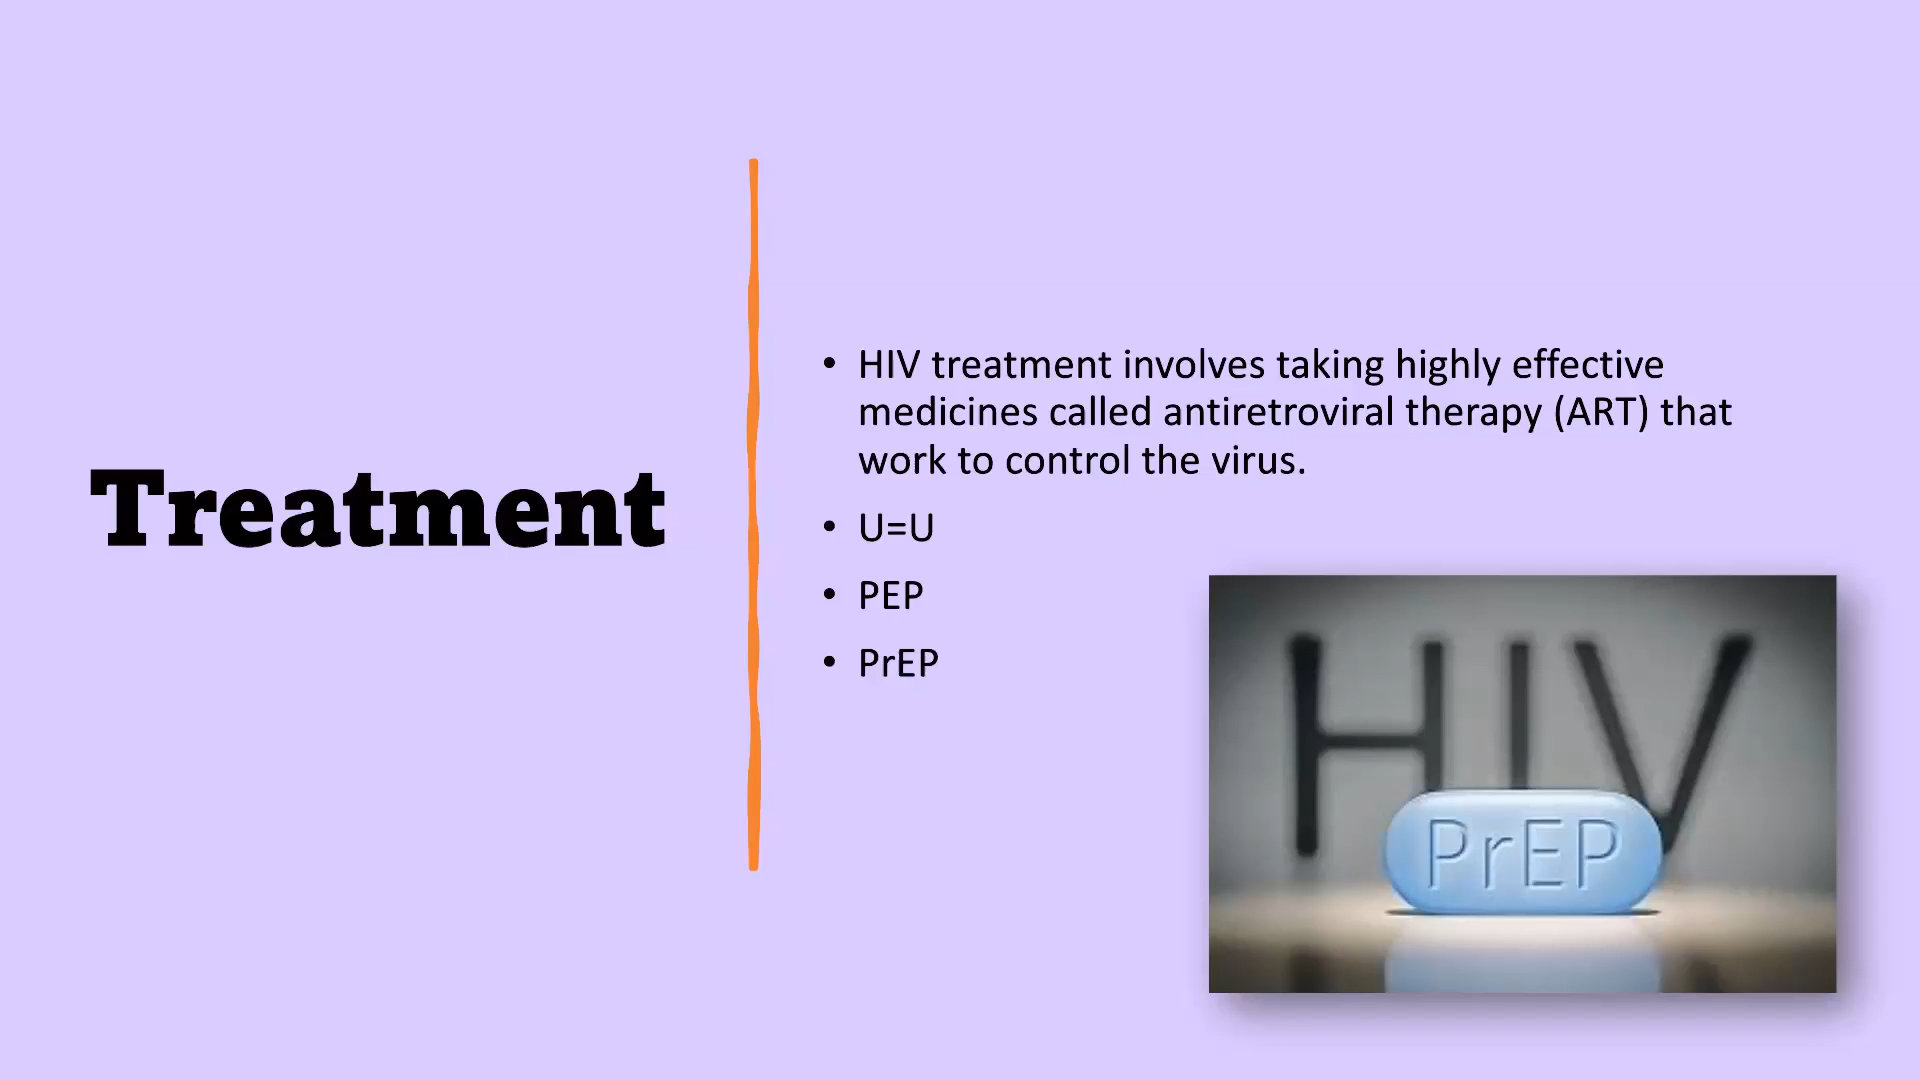 Treatment
• HIV treatment involves taking highly effective
medicines called antiretroviral therapy (ART) that
work to control the virus.
• U=U
• PEP
• PrEP
HIV
PrEP